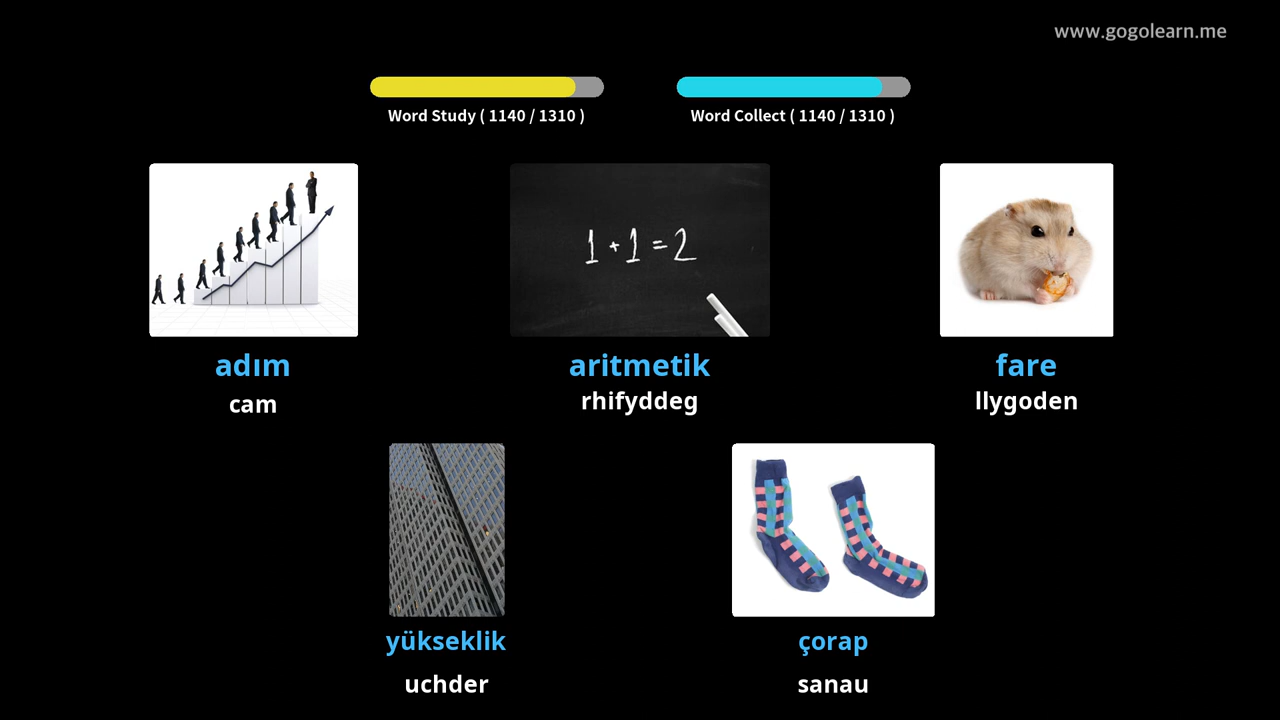 www.gogolearn.me
Word Study ( 1140 / 1310 )
Word Collect ( 1140 / 1310 )
1 + 1 = 2
adım
cam
aritmetik
rhifyddeg
fare
llygoden
yükseklik
uchder
çorap
sanau